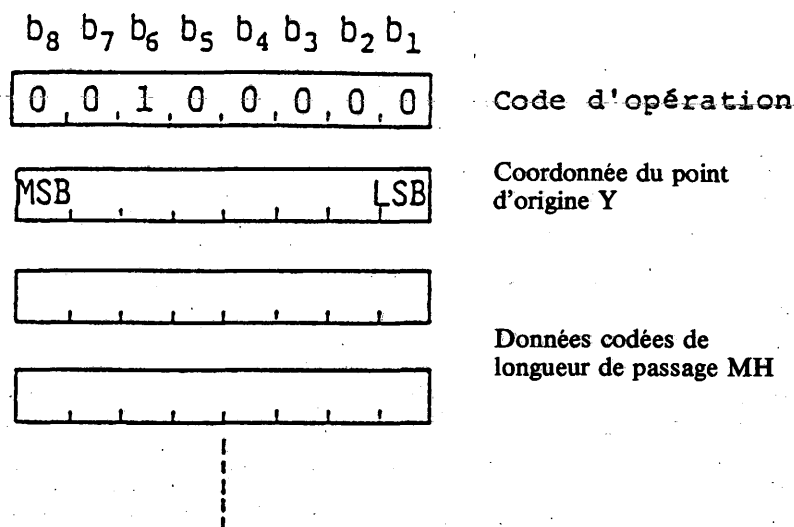 b8 b7 b6 b5 b4 b3 b2 b1
0 0 1 0 0 0 0 0 Code d'opération
MSB LSB Coordonnée du point
d'origine Y
Données codées de
longueur de passage MH